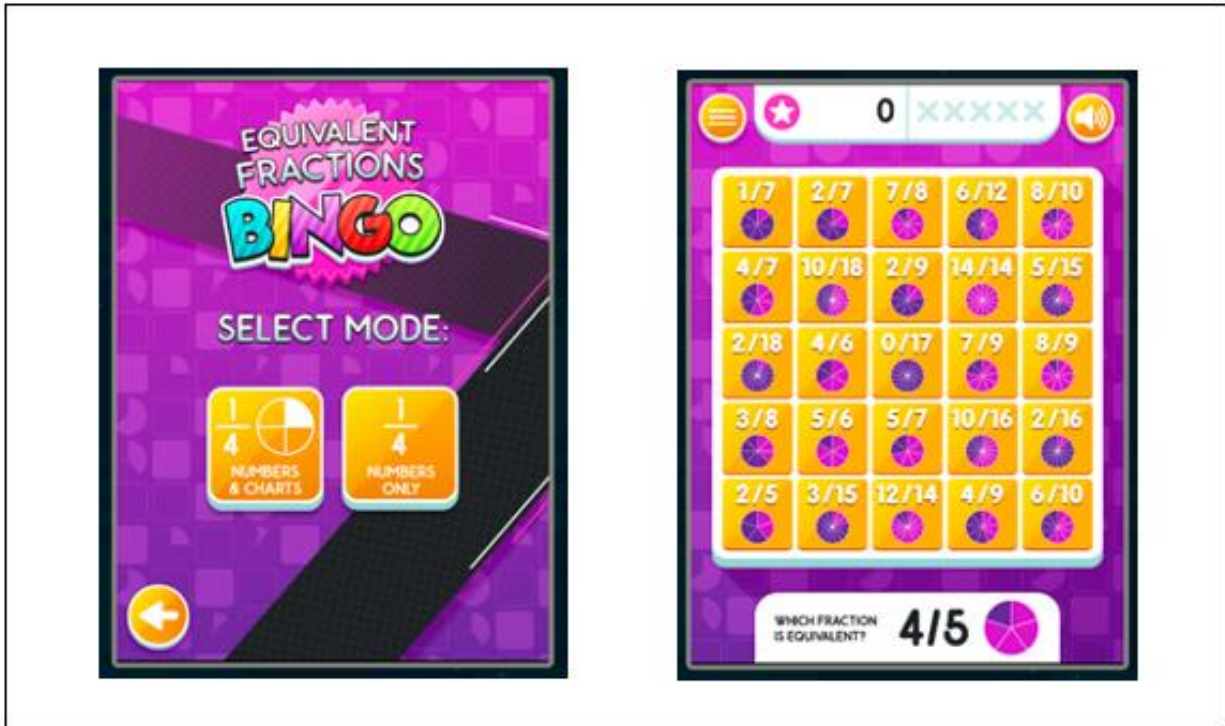 EQUIVALENT
FRACTIONS
BINGO
SELECT MODE:
1/4
NUMBERS
& CHARTS
1/4
NUMBERS
ONLY
0 XXXXX
1/7 2/7 7/8 6/12 8/10
4/7 10/18 2/9 14/14 5/15
2/18 4/6 0/17 7/9 8/9
3/8 5/6 5/7 10/16 2/16
2/5 3/15 12/14 4/9 6/10
WHICH FRACTION
IS EQUIVALENT?
4/5